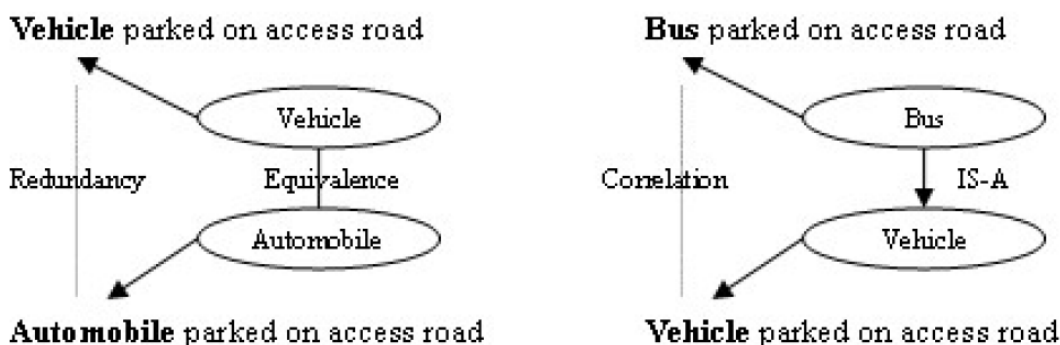 Vehicle parked on access road
Vehicle
Redundancy
Equivalence
Automobile
Automobile parked on access road
Bus parked on access road
Bus
Correlation
IS-A
Vehicle
Vehicle parked on access road